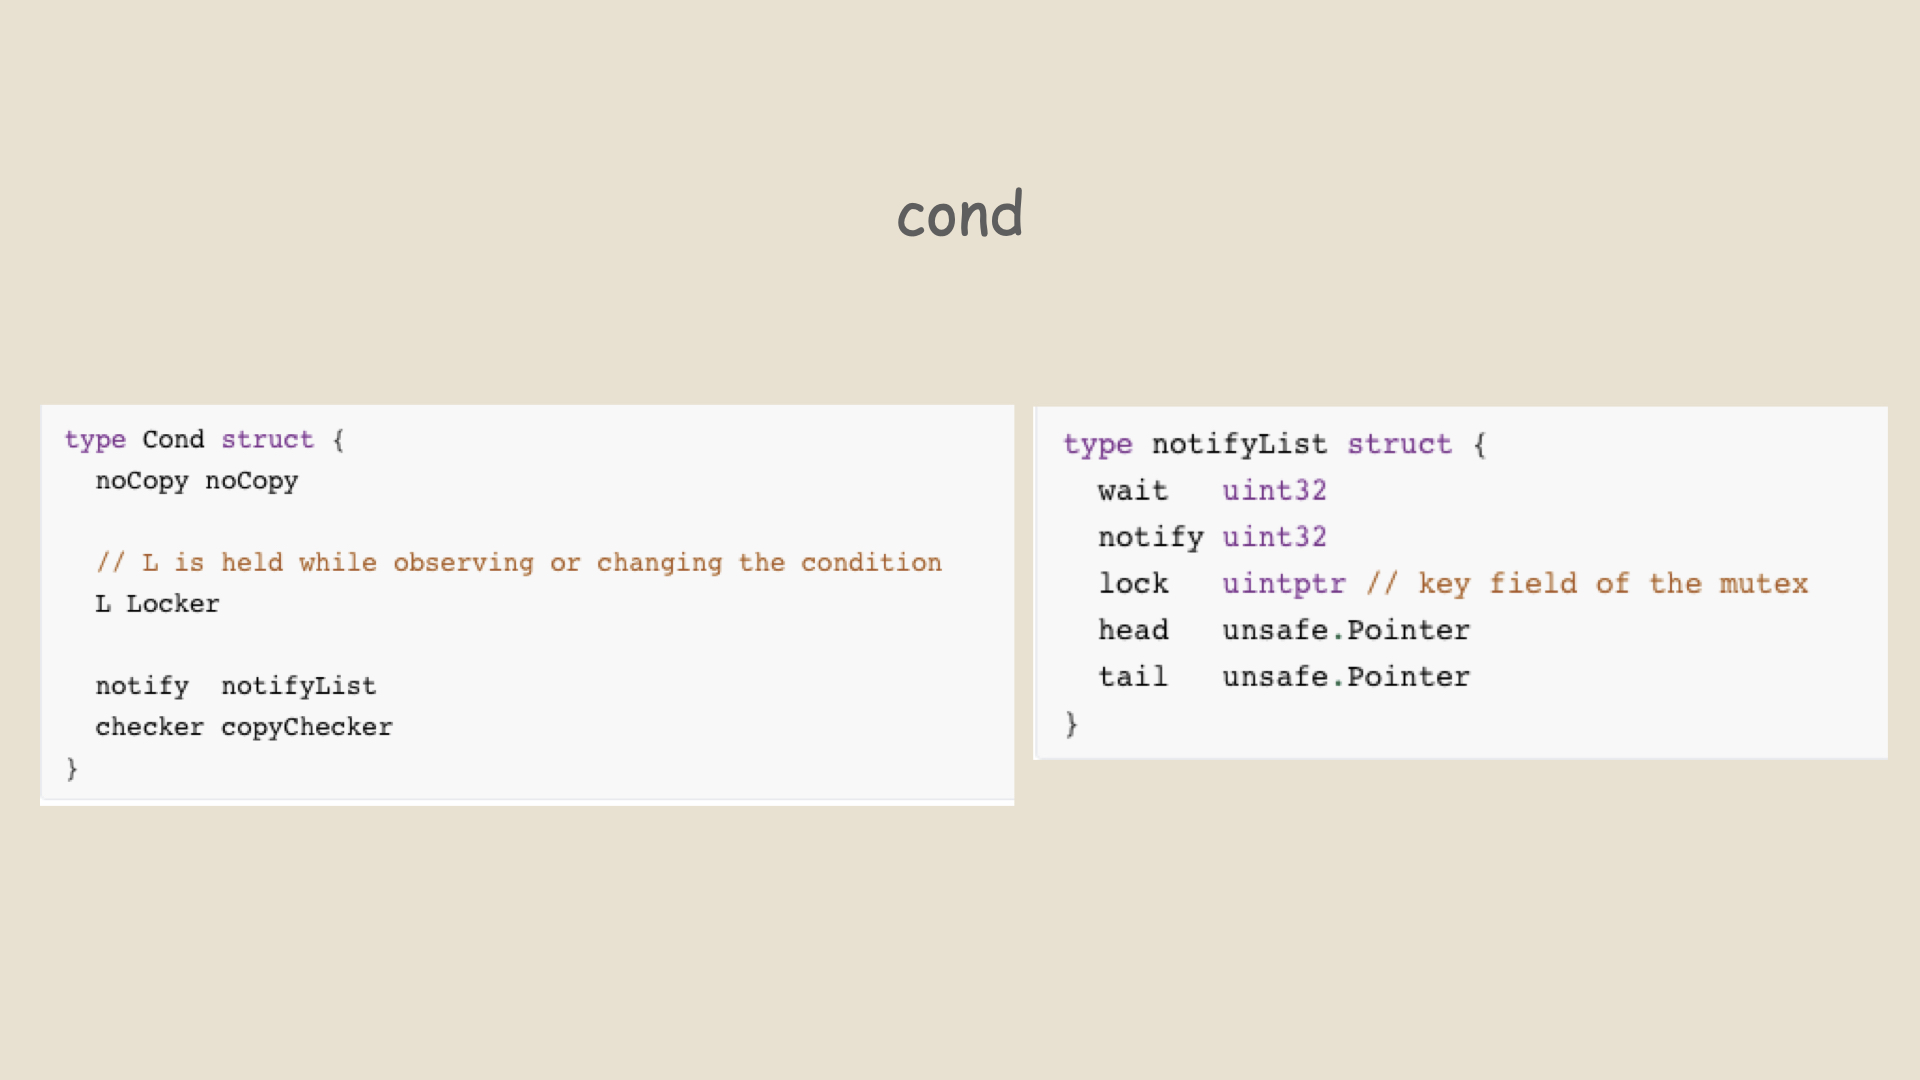 cond
type Cond struct {
  noCopy noCopy

  // L is held while observing or changing the condition
  L Locker

  notify  notifyList
  checker copyChecker
}
type notifyList struct {
  wait   uint32
  notify uint32
  lock   uintptr // key field of the mutex
  head   unsafe.Pointer
  tail   unsafe.Pointer
}